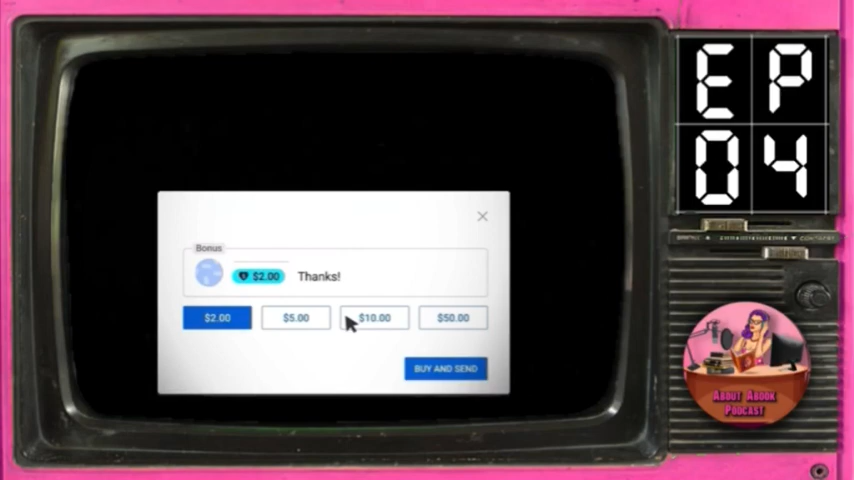 EP
04
Bonus
$2.00 Thanks!
$2.00 $5.00 $10.00 $50.00
BUY AND SEND
About Abook
Podcast